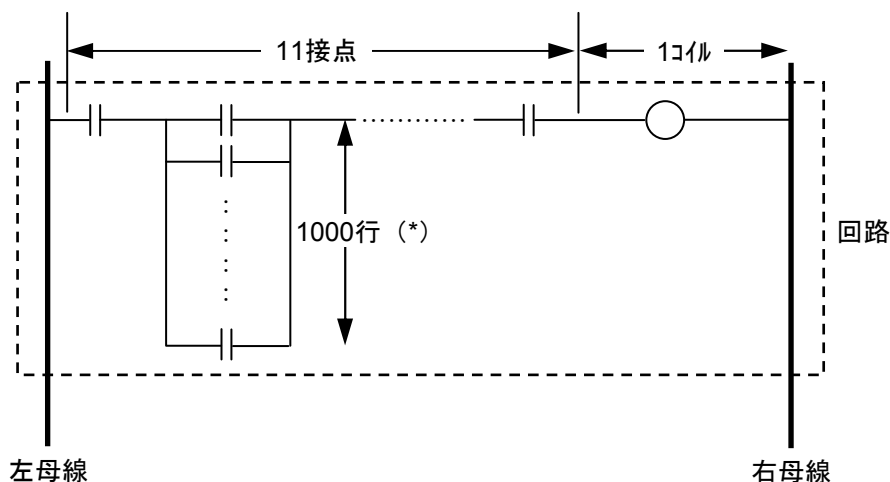 11接点
1コイル
1000行（*）
回路
左母線
右母線